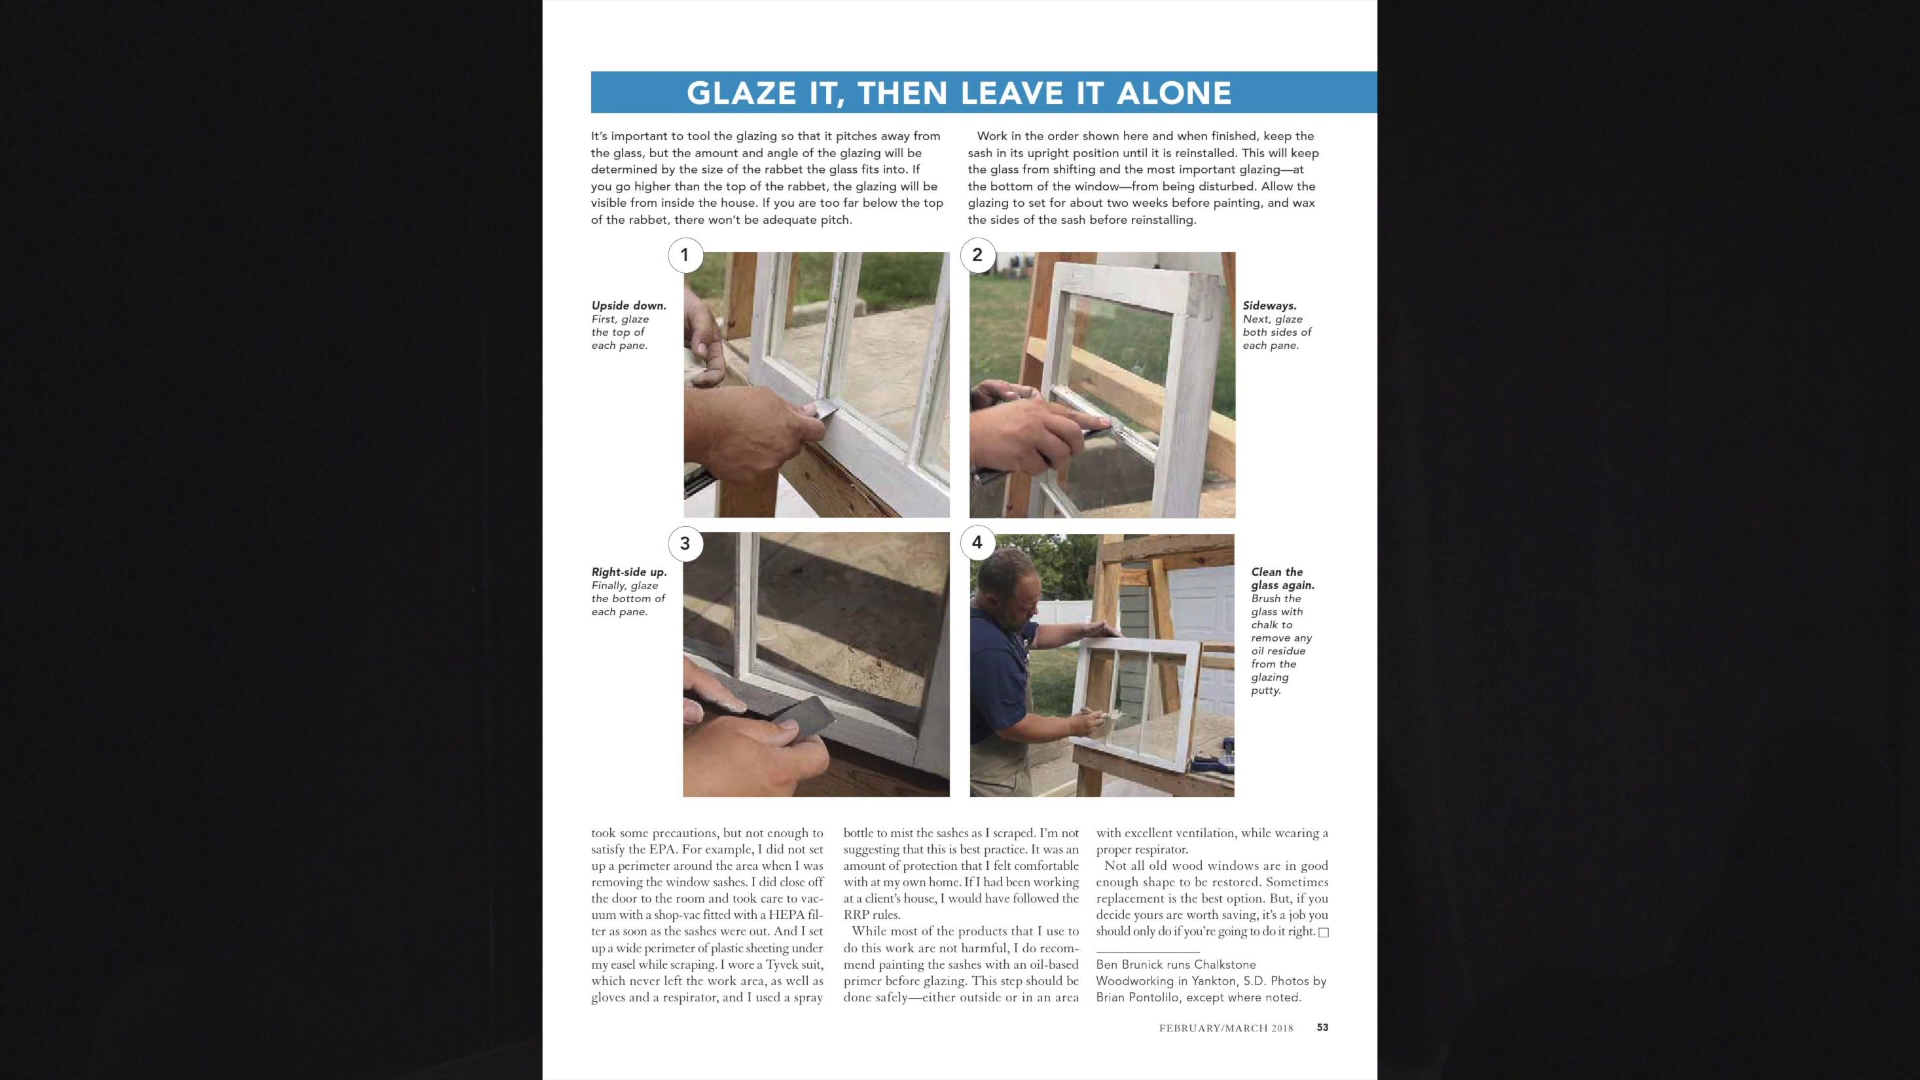 GLAZE IT, THEN LEAVE IT ALONE
It's important to tool the glazing so that it pitches away from
the glass, but the amount and angle of the glazing will be
determined by the size of the rabbet the glass fits into. If
you go higher than the top of the rabbet, the glazing will be
visible from inside the house. If you are too far below the top
of the rabbet, there won't be adequate pitch.
Work in the order shown here and when finished, keep the
sash in its upright position until it is reinstalled. This will keep
the glass from shifting and the most important glazing—at
the bottom of the window—from being disturbed. Allow the
glazing to set for about two weeks before painting, and wax
the sides of the sash before reinstalling.
1
Upside down.
First, glaze
the top of
each pane.
2
Sideways.
Next, glaze
both sides of
each pane.
3
Right-side up.
Finally, glaze
the bottom of
each pane.
4
Clean the
glass again.
Brush the
glass with
chalk to
remove any
oil residue
from the
glazing
putty.
took some precautions, but not enough to
satisfy the EPA. For example, I did not set
up a perimeter around the area when I was
removing the window sashes. I did close off
the door to the room and took care to vac-
uum with a shop-vac fitted with a HEPA fil-
ter as soon as the sashes were out. And I set
up a wide perimeter of plastic sheeting under
my easel while scraping. I wore a Tyvek suit,
which never left the work area, as well as
gloves and a respirator, and I used a spray
bottle to mist the sashes as I scraped. I'm not
suggesting that this is best practice. It was an
amount of protection that I felt comfortable
with at my own home. If I had been working
at a client's house, I would have followed the
RRP rules.
While most of the products that I use to
do this work are not harmful, I do recom-
mend painting the sashes with an oil-based
primer before glazing. This step should be
done safely—either outside or in an area
with excellent ventilation, while wearing a
proper respirator.
Not all old wood windows are in good
enough shape to be restored. Sometimes
replacement is the best option. But, if you
decide yours are worth saving, it's a job you
should only do if you're going to do it right. □
Ben Brunick runs Chalkstone
Woodworking in Yankton, S.D. Photos by
Brian Pontolilo, except where noted.
FEBRUARY/MARCH 2018 53